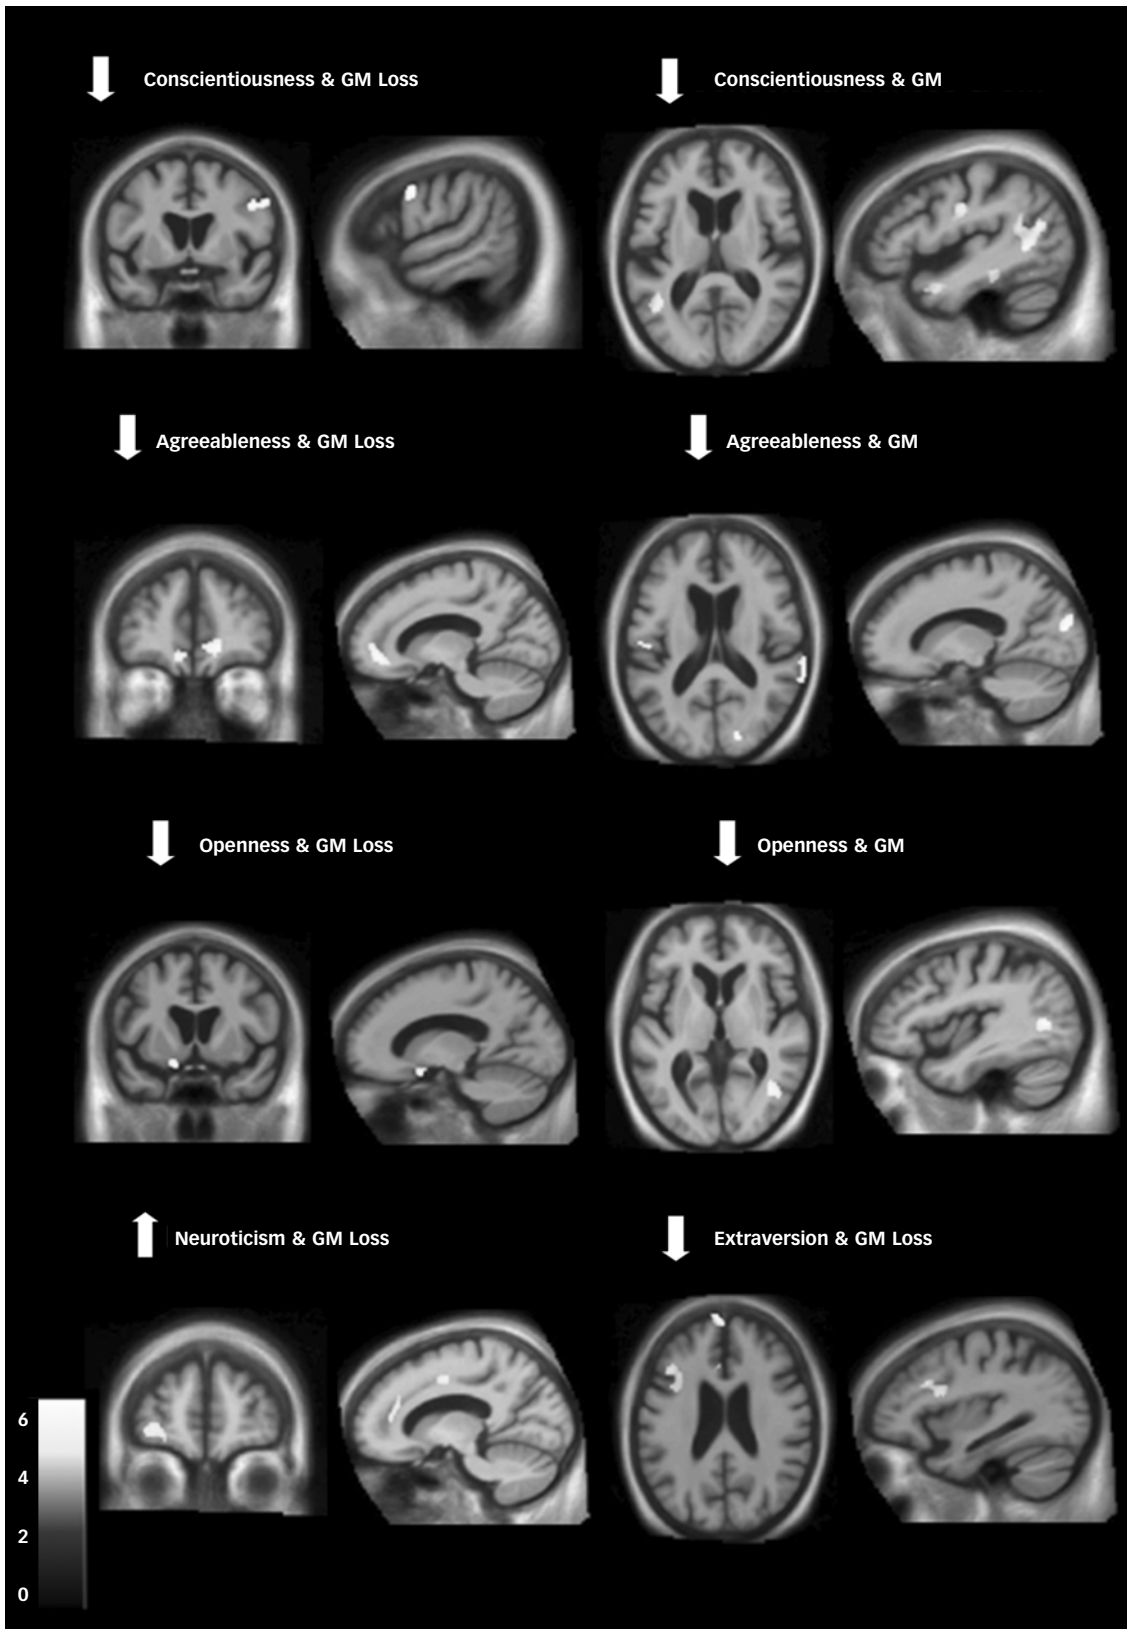 Conscientiousness & GM Loss
Conscientiousness & GM
Agreeableness & GM Loss
Agreeableness & GM
Openness & GM Loss
Openness & GM
Neuroticism & GM Loss
Extraversion & GM Loss
6
4
2
0